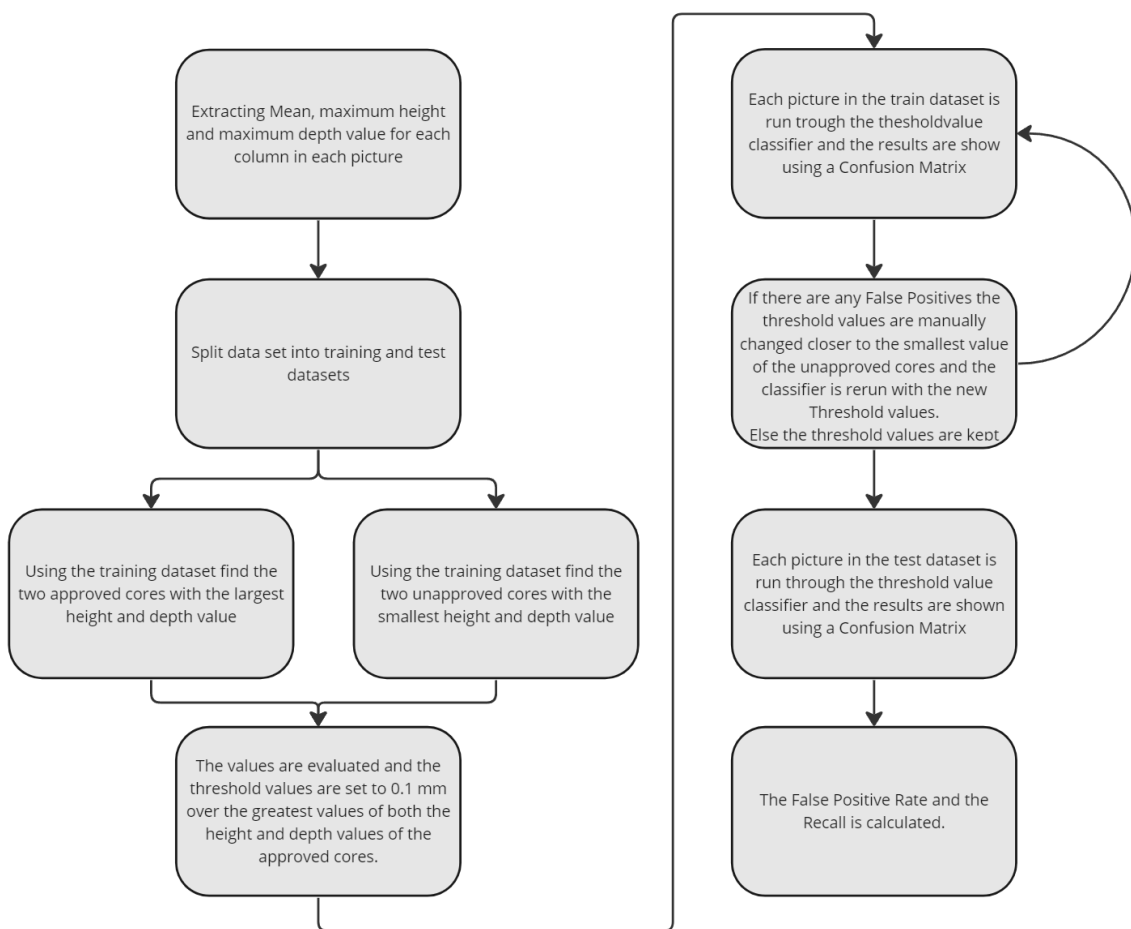 Extracting Mean, maximum height
and maximum depth value for each
column in each picture
Split data set into training and test
datasets
Using the training dataset find the
two approved cores with the largest
height and depth value
Using the training dataset find the
two unapproved cores with the
smallest height and depth value
The values are evaluated and the
threshold values are set to 0.1 mm
over the greatest values of both the
height and depth values of the
approved cores.
Each picture in the train dataset is
run trough the thesholdvalue
classifier and the results are show
using a Confusion Matrix
If there are any False Positives the
threshold values are manually
changed closer to the smallest value
of the unapproved cores and the
classifier is rerun with the new
Threshold values.
Else the threshold values are kept
Each picture in the test dataset is
run through the threshold value
classifier and the results are shown
using a Confusion Matrix
The False Positive Rate and the
Recall is calculated.